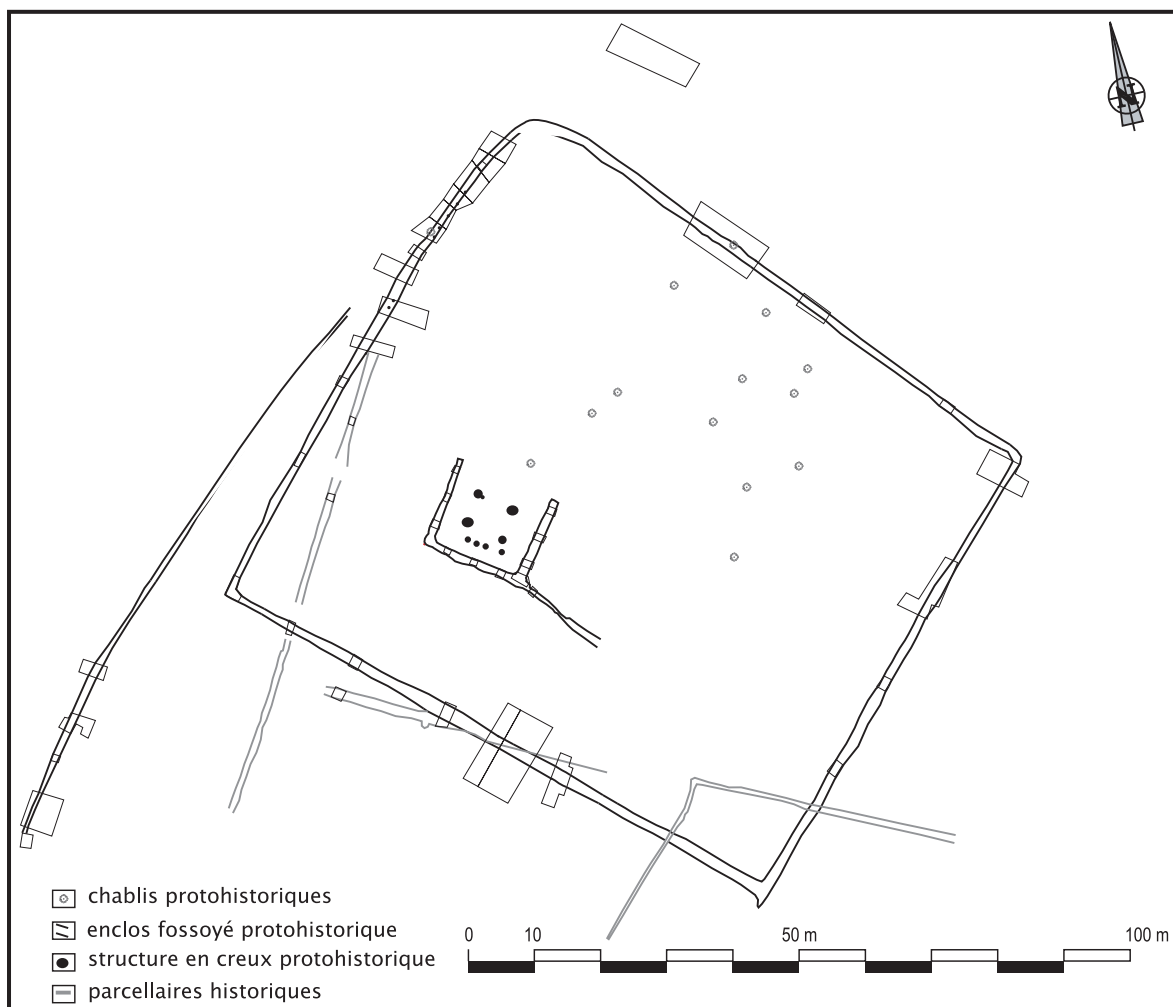 N
chablis protohistoriques
enclos fossoyé protohistorique
structure en creux protohistorique
parcellaires historiques
0 10 50 m 100 m